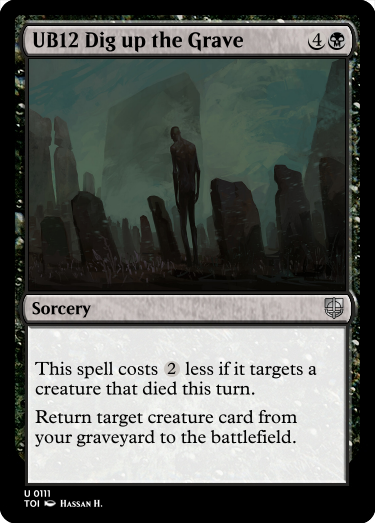 UB12 Dig up the Grave 4
Sorcery
This spell costs 2 less if it targets a
creature that died this turn.
Return target creature card from
your graveyard to the battlefield.
U 0111
TOI HASSAN H.